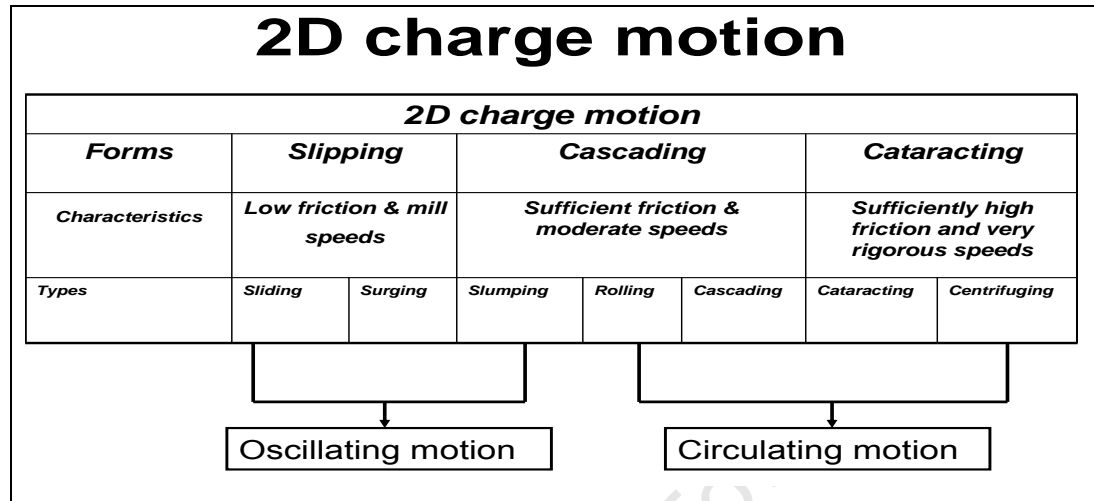 2D charge motion
2D charge motion
Forms Slipping Cascading Cataracting
Characteristics
Low friction & mill
speeds
Sufficient friction &
moderate speeds
Sufficiently high
friction and very
rigorous speeds
Types Sliding Surging Slumping Rolling Cascading Cataracting Centrifuging
Oscillating motion Circulating motion